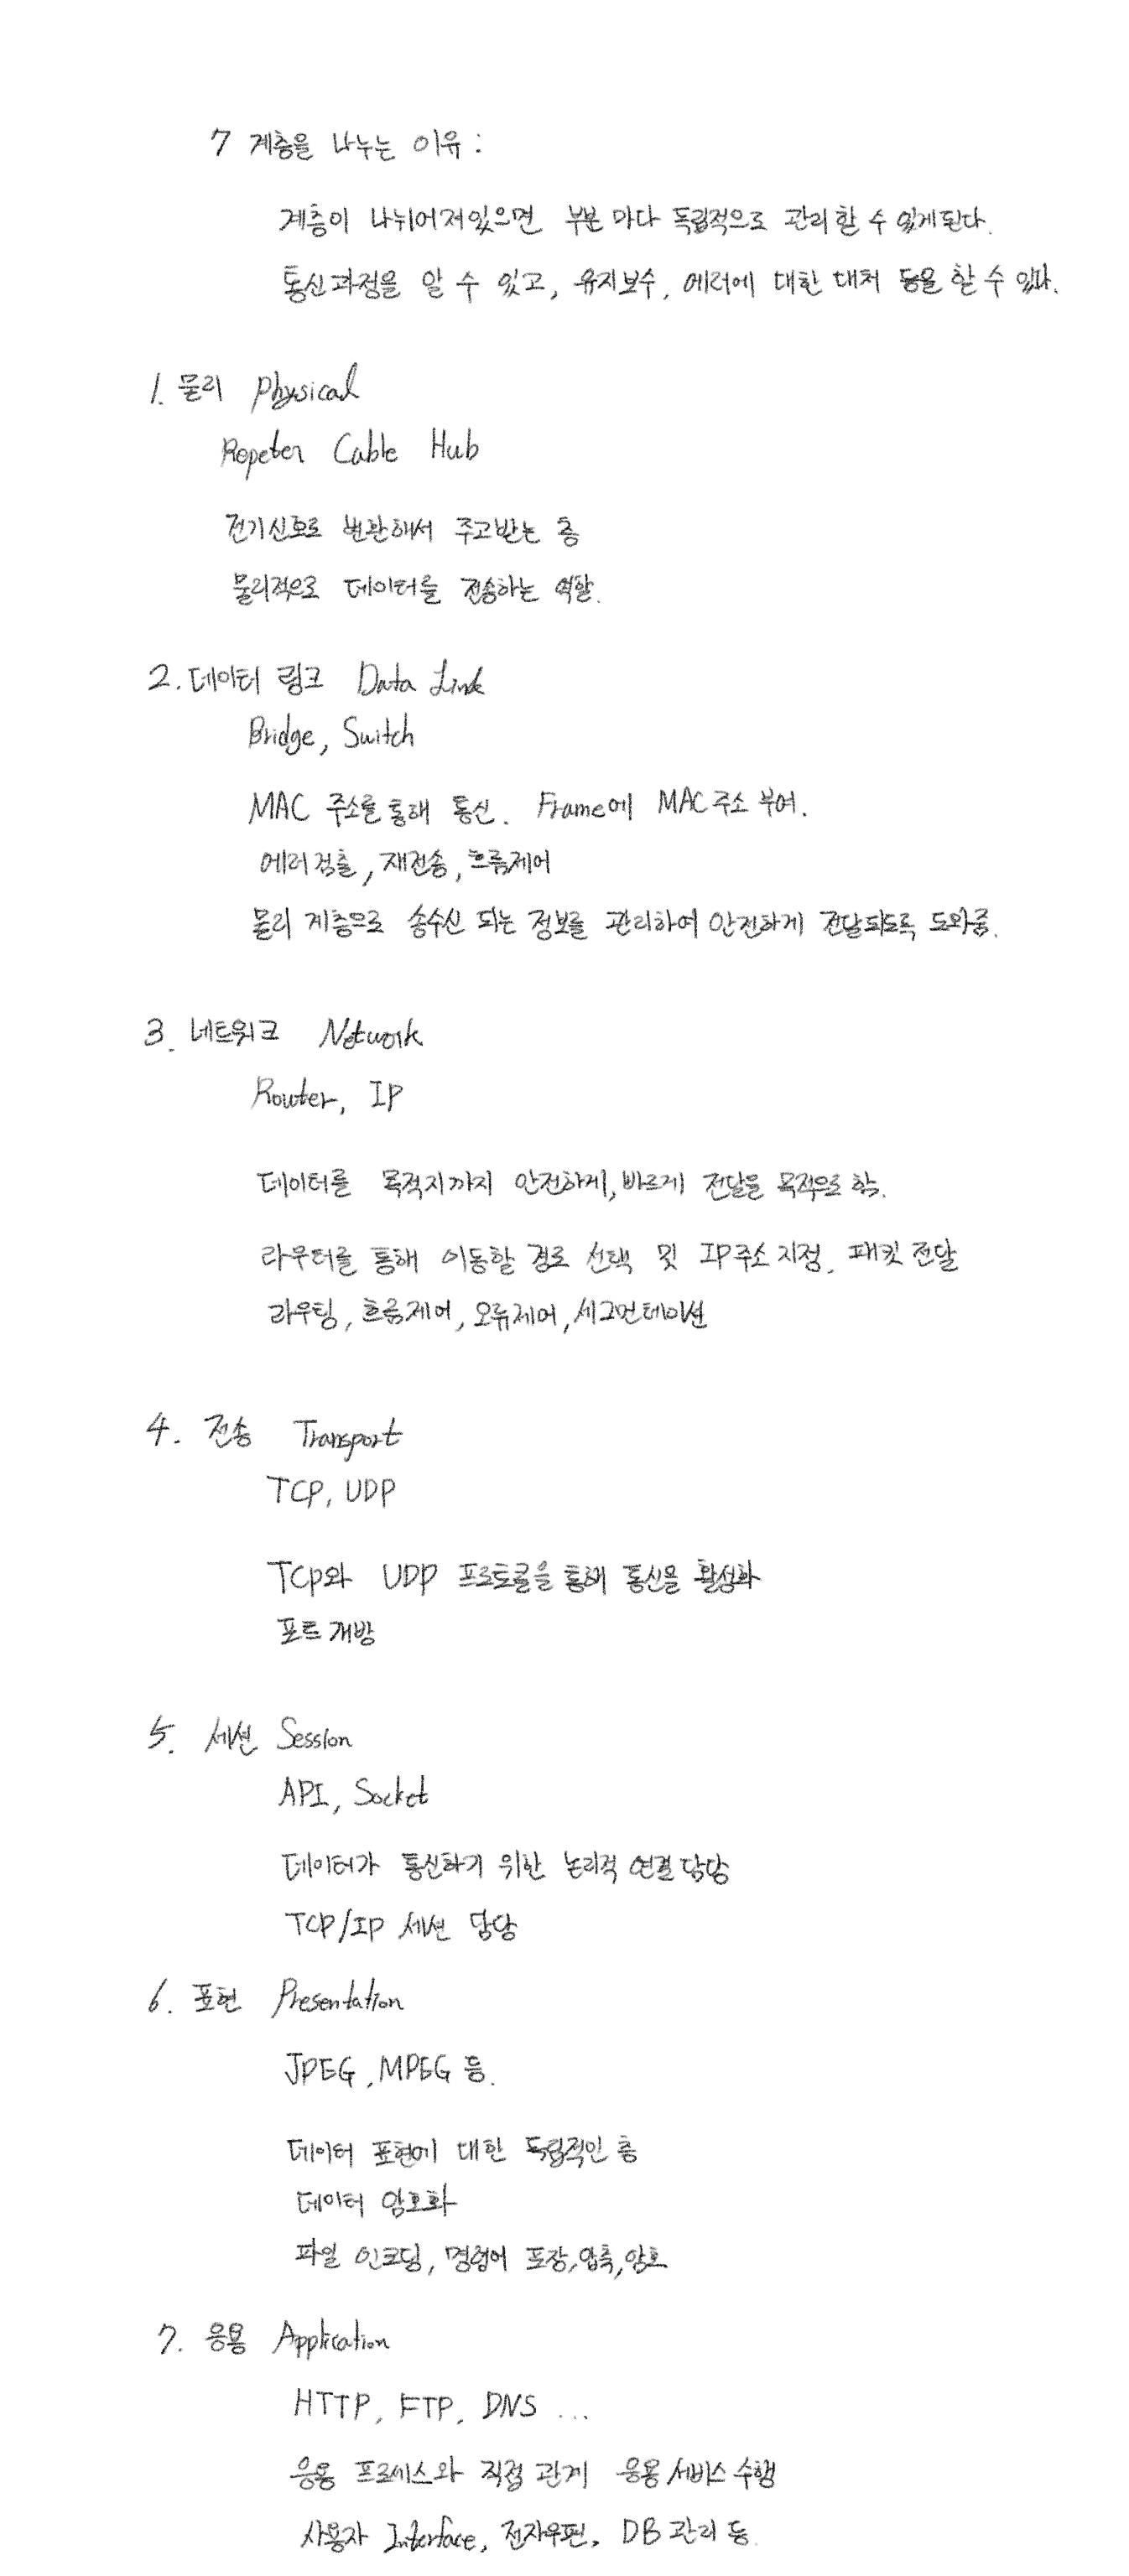 7 계층을 나누는 이유 :
계층이 나뉘어져있으면 부분마다 독립적으로 관리할 수 있게된다.
통신과정을 알 수 있고, 유지보수, 에러에 대한 대처 등을 할 수 있다.
1. 물리 Physical
Repeter Cable Hub
전기신호로 변환해서 주고받는 층
물리적으로 데이터를 전송하는 역할.
2. 데이터 링크 Data Link
Bridge, Switch
MAC 주소를 통해 통신. Frame에 MAC주소 부여.
에러검출, 재전송, 흐름제어
물리 계층으로 송수신 되는 정보를 관리하여 안전하게 전달되도록 도와줌.
3. 네트워크 Network
Router, IP
데이터를 목적지까지 안전하게, 빠르게 전달을 목적으로 함.
라우터를 통해 이동할 경로 선택 및 IP주소 지정. 패킷 전달
라우팅, 흐름제어, 오류제어, 세그먼테이션
4. 전송 Transport
TCP, UDP
TCP와 UDP 프로토콜을 통해 통신을 활성화
포트 개방
5. 세션 Session
API, Socket
데이터가 통신하기 위한 논리적 연결 담당
TCP/IP 세션 담당
6. 표현 Presentation
JPEG, MPEG 등.
데이터 표현에 대한 독립적인 층
데이터 암호화
파일 인코딩, 명령어 포장, 압축, 암호
7. 응용 Application
HTTP, FTP, DNS ...
응용 프로세스와 직접 관계 응용 서비스 수행
사용자 Interface, 전자우편, DB 관리 등.